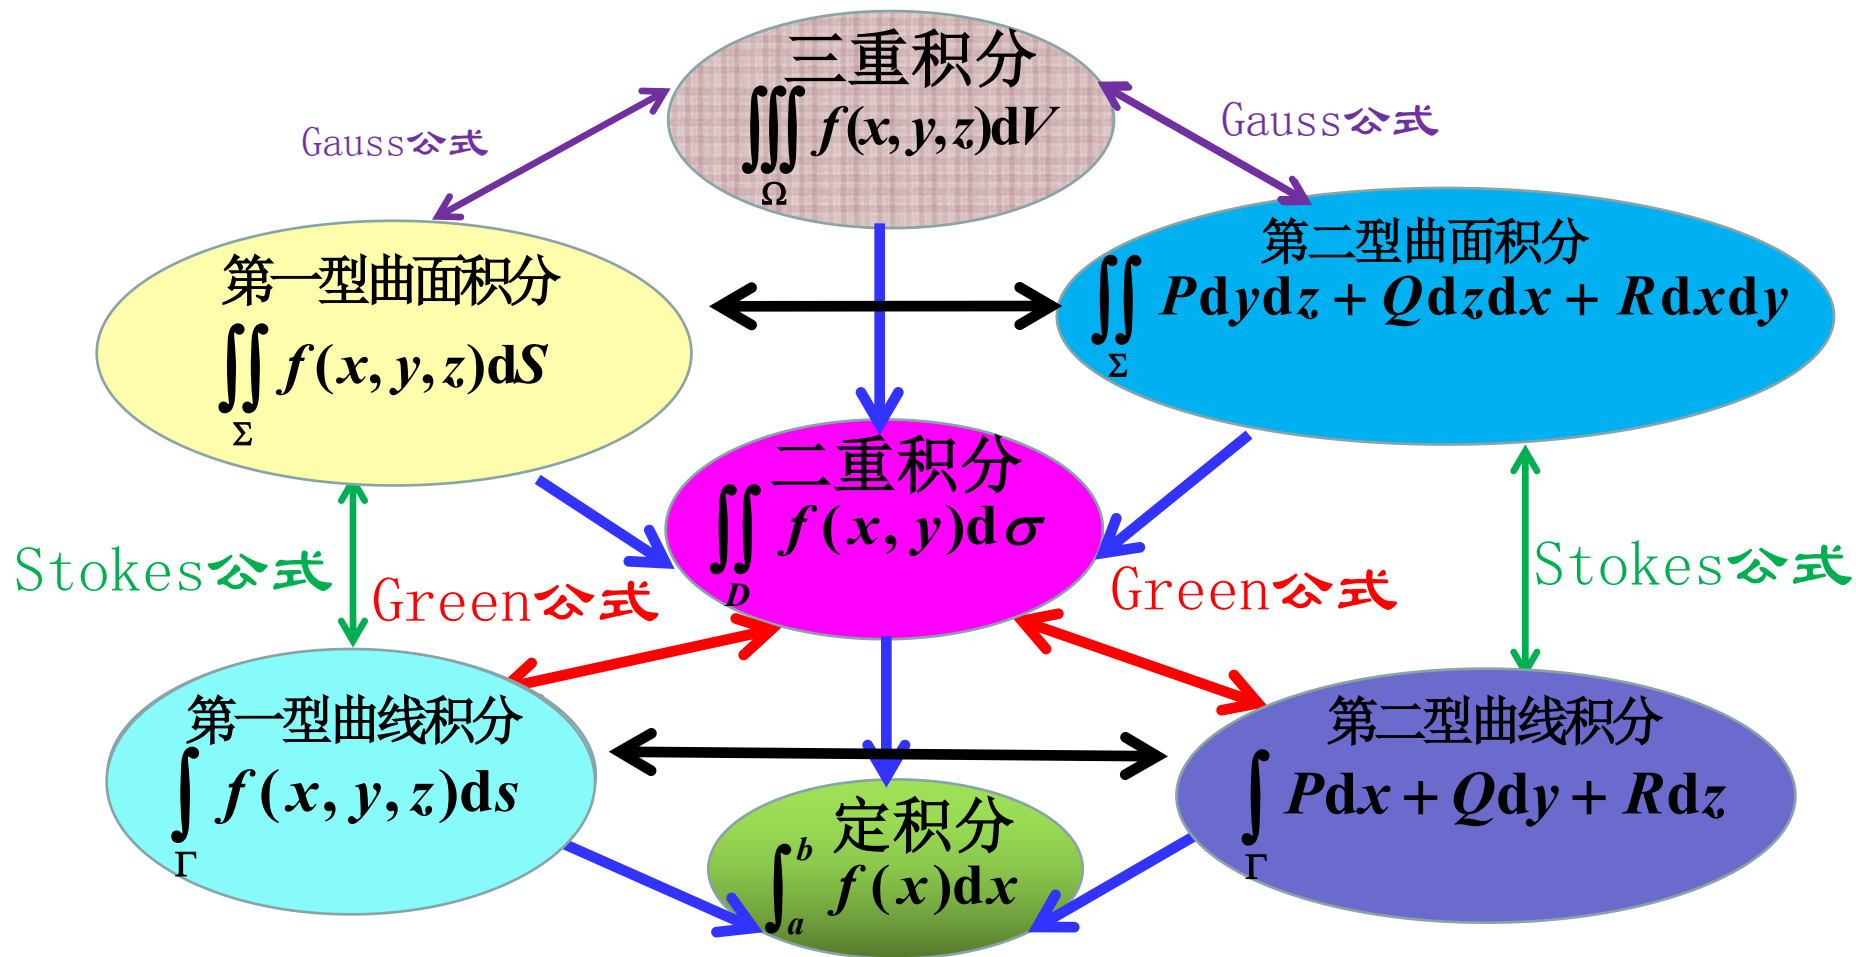 三重积分
∭_Ω f(x,y,z)dV
Gauss公式
Gauss公式
第一型曲面积分
∬_Σ f(x,y,z)dS
第二型曲面积分
∬_Σ Pdydz+Qdzdx+Rdxdy
二重积分
∬_D f(x,y)dσ
Stokes公式
Green公式
Green公式
Stokes公式
第一型曲线积分
∫_Γ f(x,y,z)ds
第二型曲线积分
∫_Γ Pdx+Qdy+Rdz
定积分
∫_a^b f(x)dx